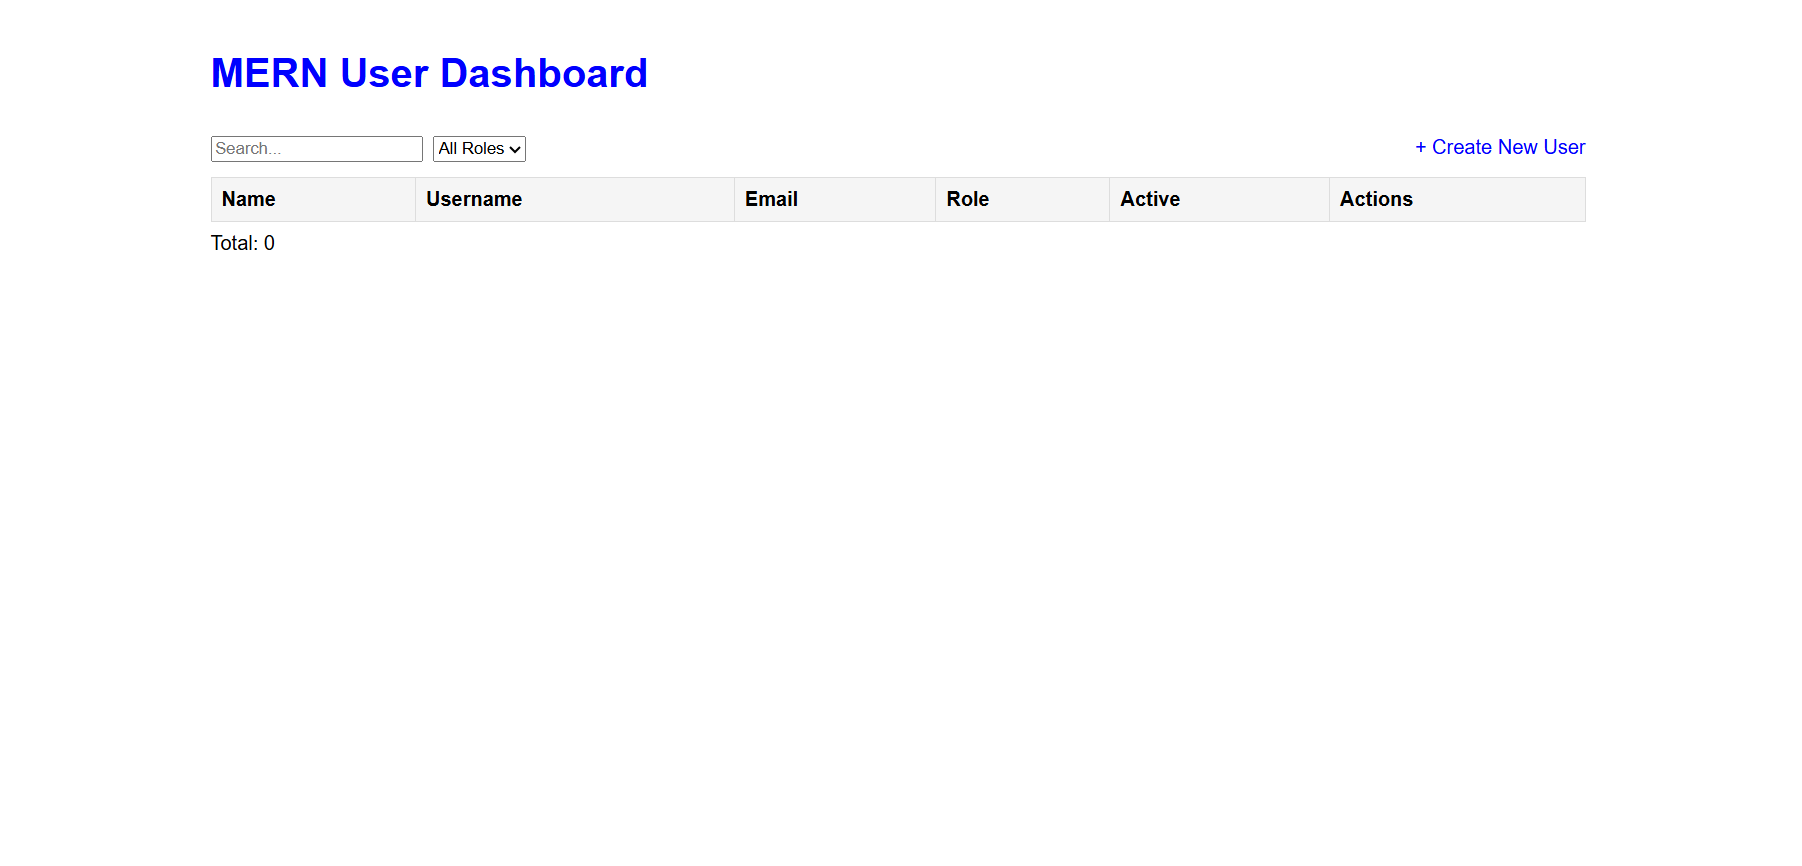 MERN User Dashboard
Search... All Roles + Create New User
Name Username Email Role Active Actions
Total: 0